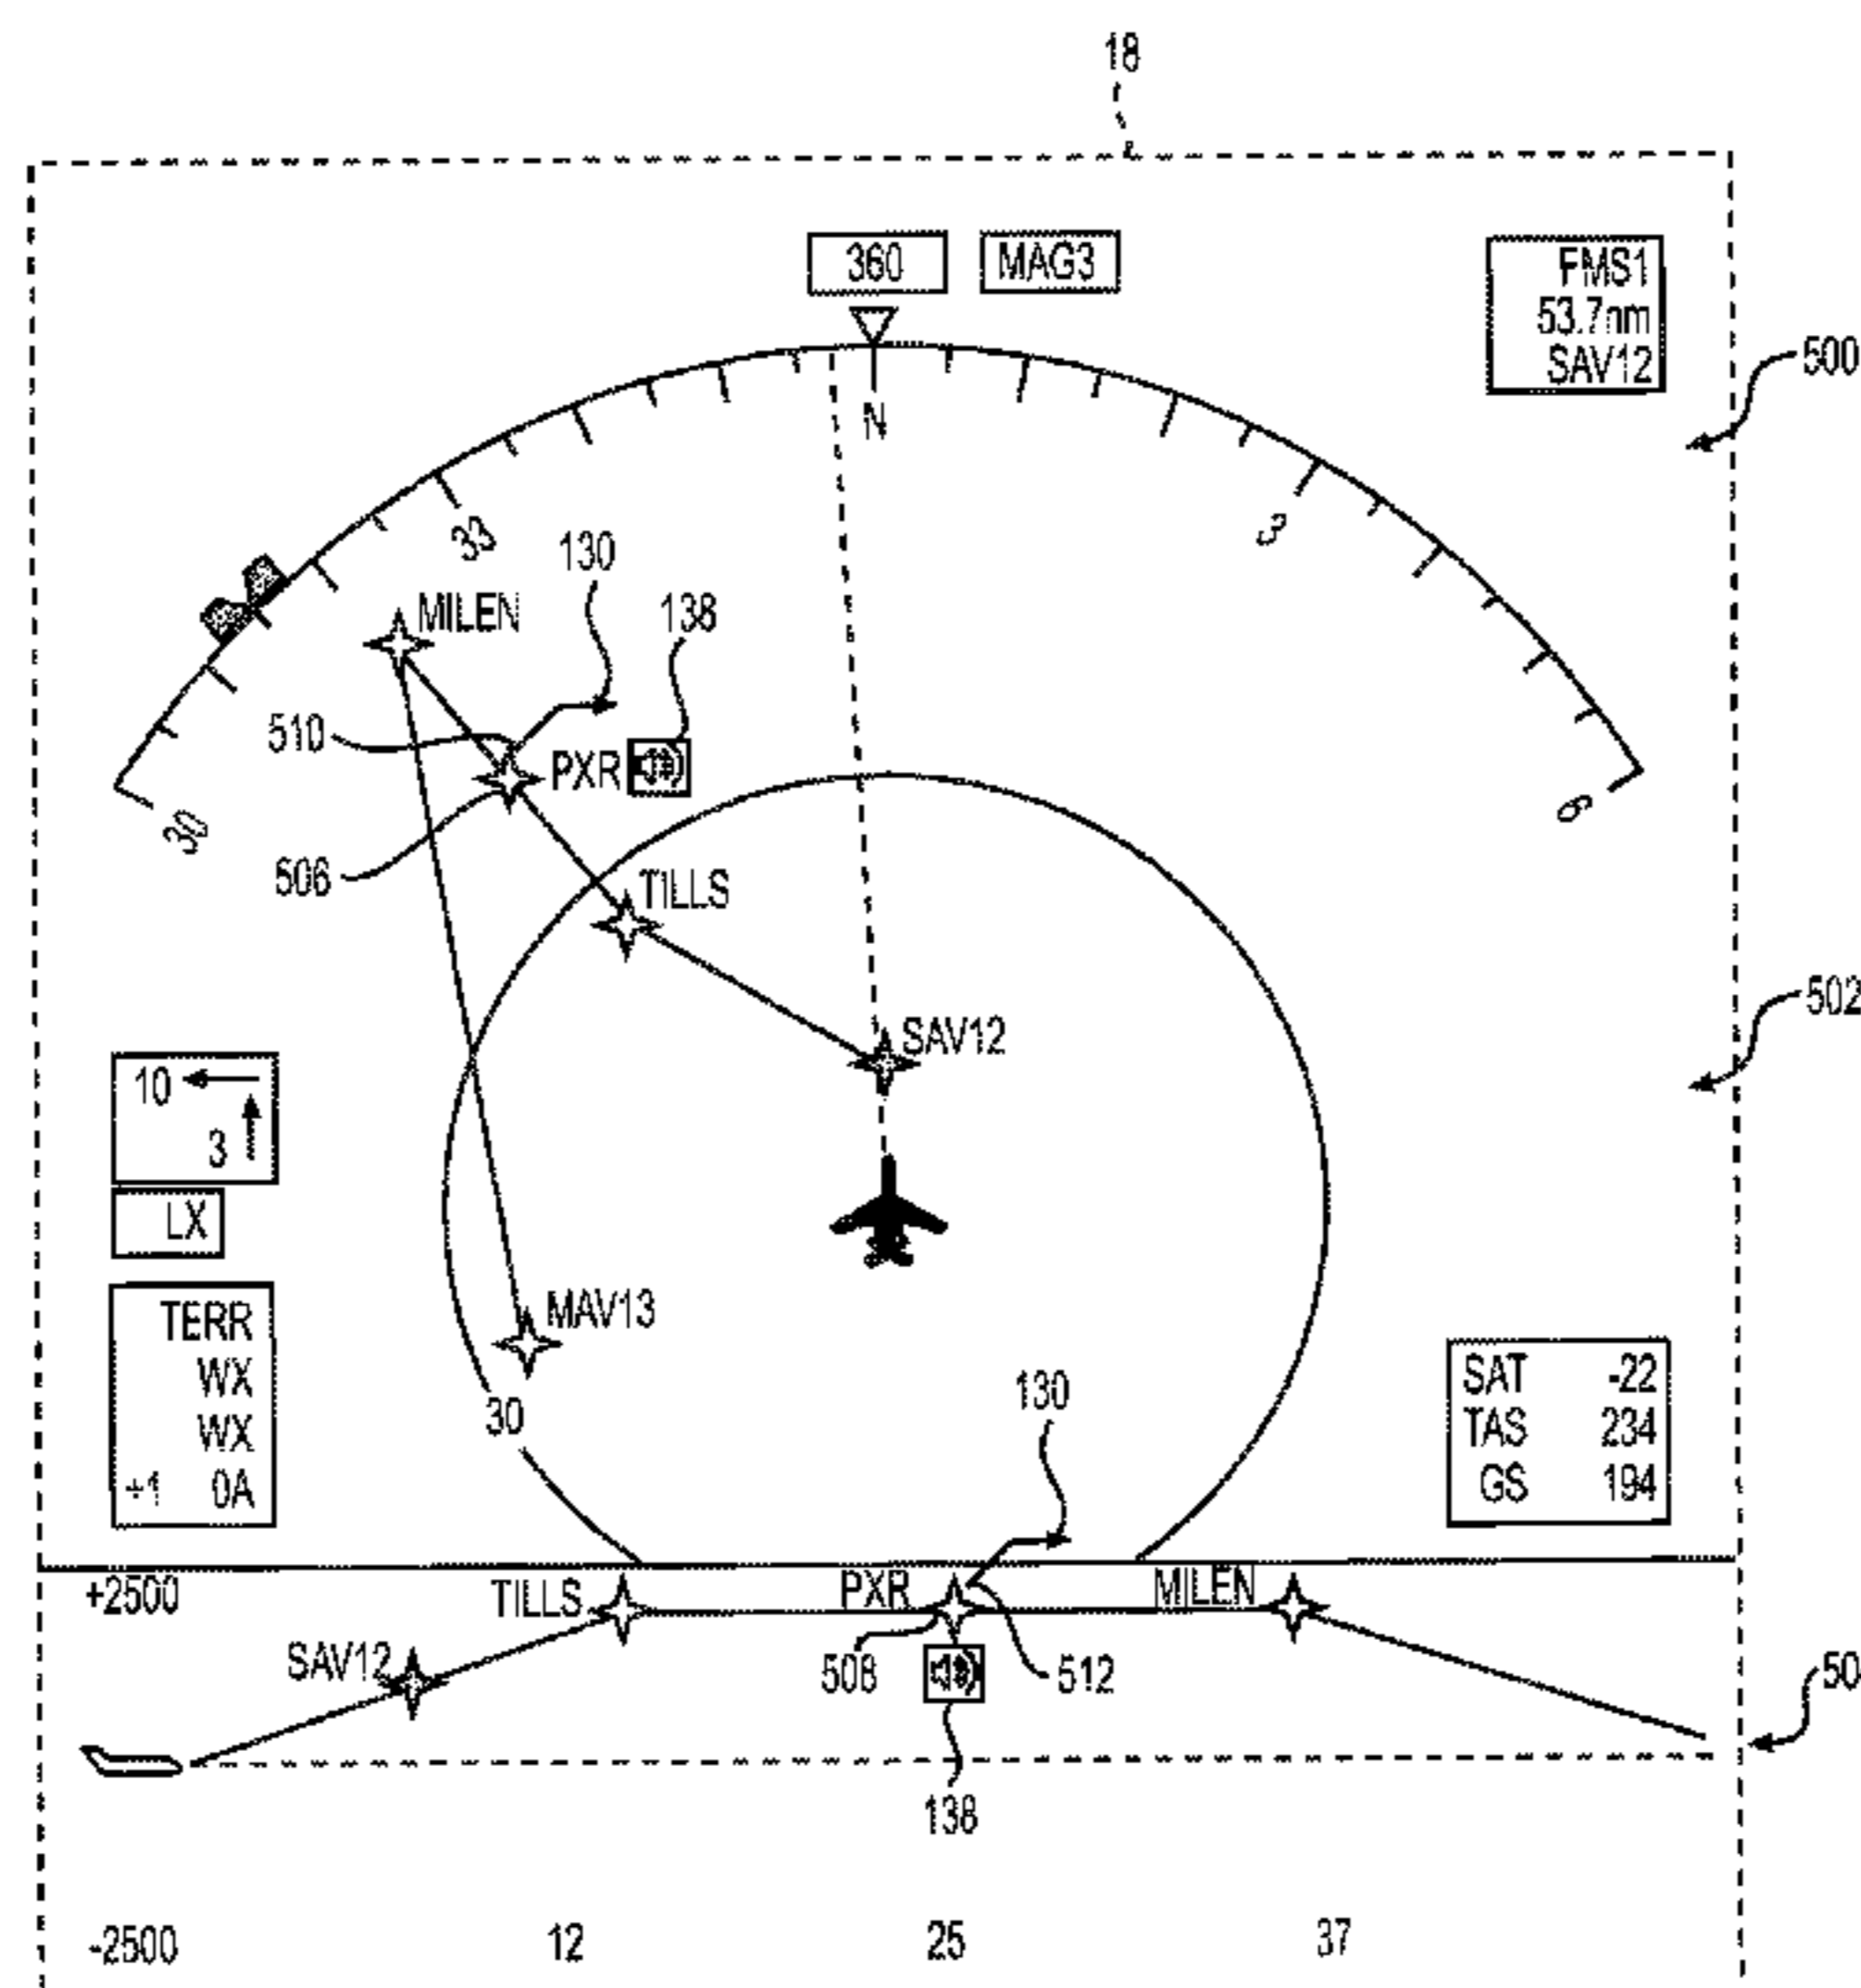 18
360 MAG3
FMS1
53.7nm
SAV12
500
N
33
3
130
MILEN
138
510
PXR
30
6
506
TILLS
502
SAV12
10
3
LX
MAV13
TERR
WX
WX
+1 0A
30
130
SAT -22
TAS 234
GS 194
+2500
TILLS
PXR
MILEN
SAV12
508
512
50
138
-2500 12 25 37